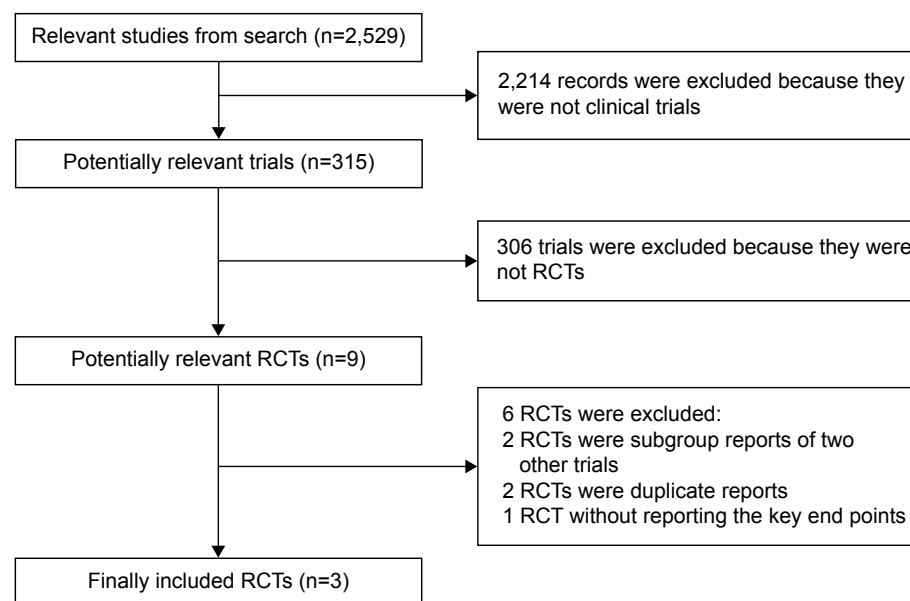 Relevant studies from search (n=2,529)
2,214 records were excluded because they
were not clinical trials
Potentially relevant trials (n=315)
306 trials were excluded because they were
not RCTs
Potentially relevant RCTs (n=9)
6 RCTs were excluded:
2 RCTs were subgroup reports of two
other trials
2 RCTs were duplicate reports
1 RCT without reporting the key end points
Finally included RCTs (n=3)